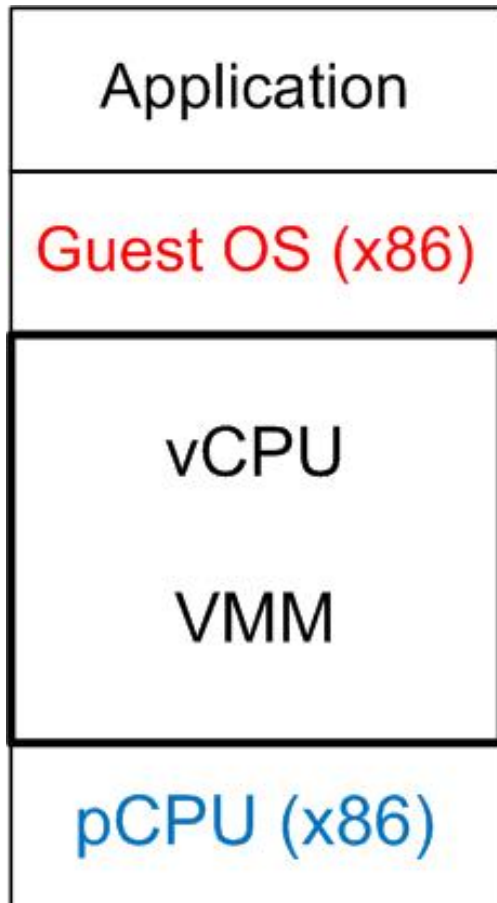 Application
Guest OS (x86)
vCPU
VMM
pCPU (x86)